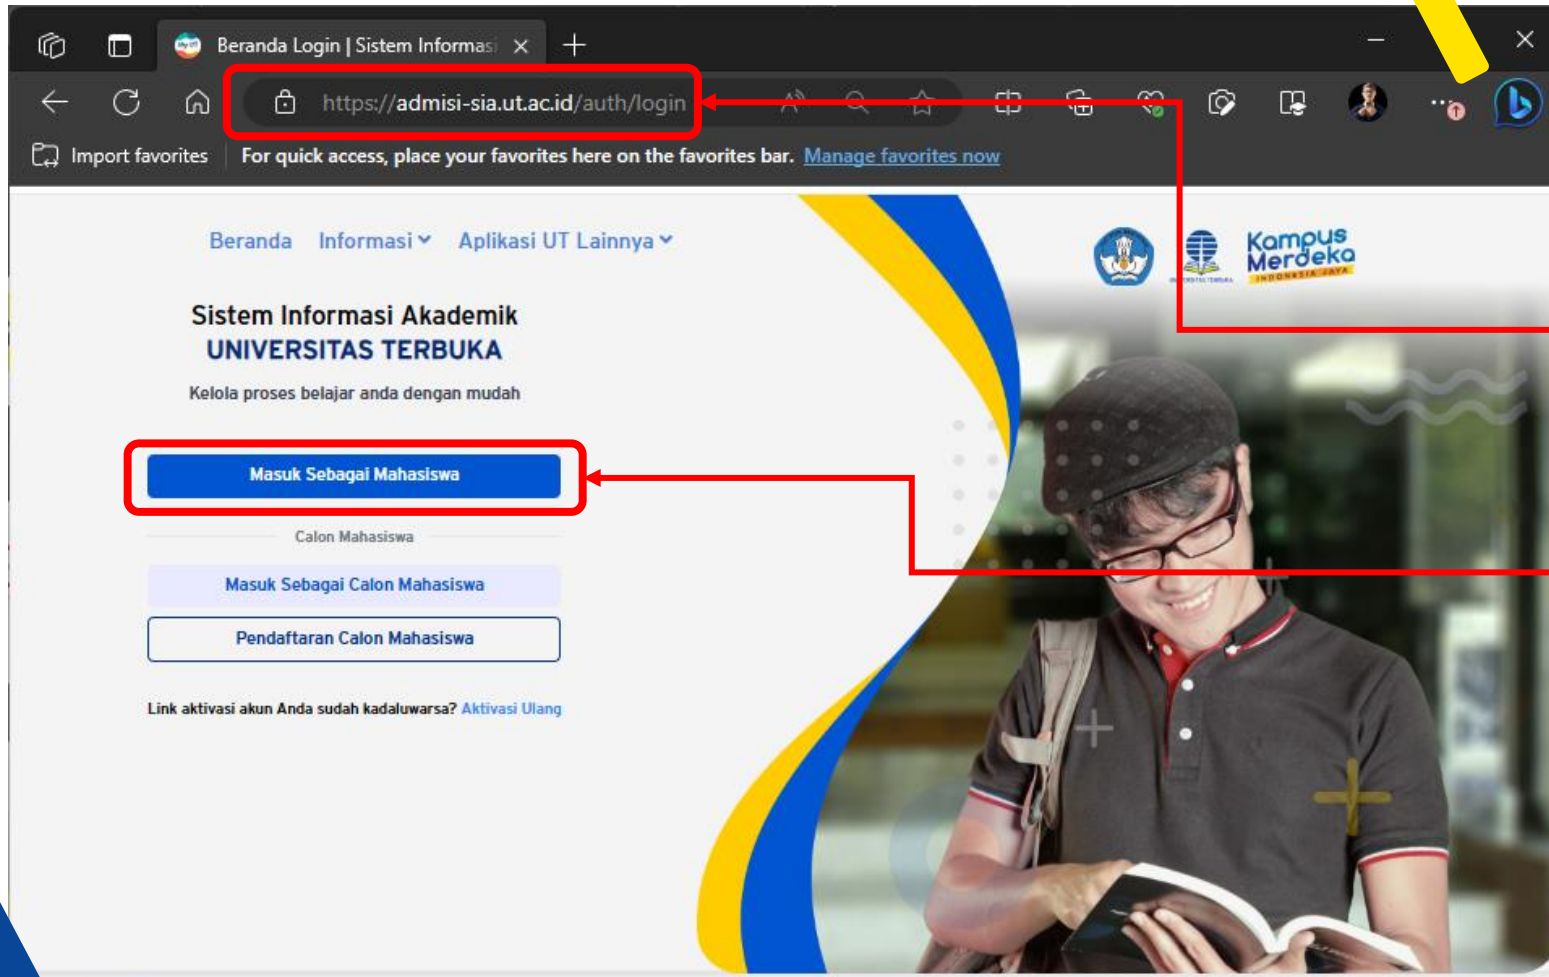 Beranda Login | Sistem Informasi
https://admisi-sia.ut.ac.id/auth/login
Import favorites
For quick access, place your favorites here on the favorites bar. Manage favorites now
Beranda Informasi Aplikasi UT Lainnya
Kampus
Merdeka
INDONESIA JAYA
UNIVERSITAS TERBUKA
Sistem Informasi Akademik
UNIVERSITAS TERBUKA
Kelola proses belajar anda dengan mudah
Masuk Sebagai Mahasiswa
Calon Mahasiswa
Masuk Sebagai Calon Mahasiswa
Pendaftaran Calon Mahasiswa
Link aktivasi akun Anda sudah kadaluwarsa? Aktivasi Ulang